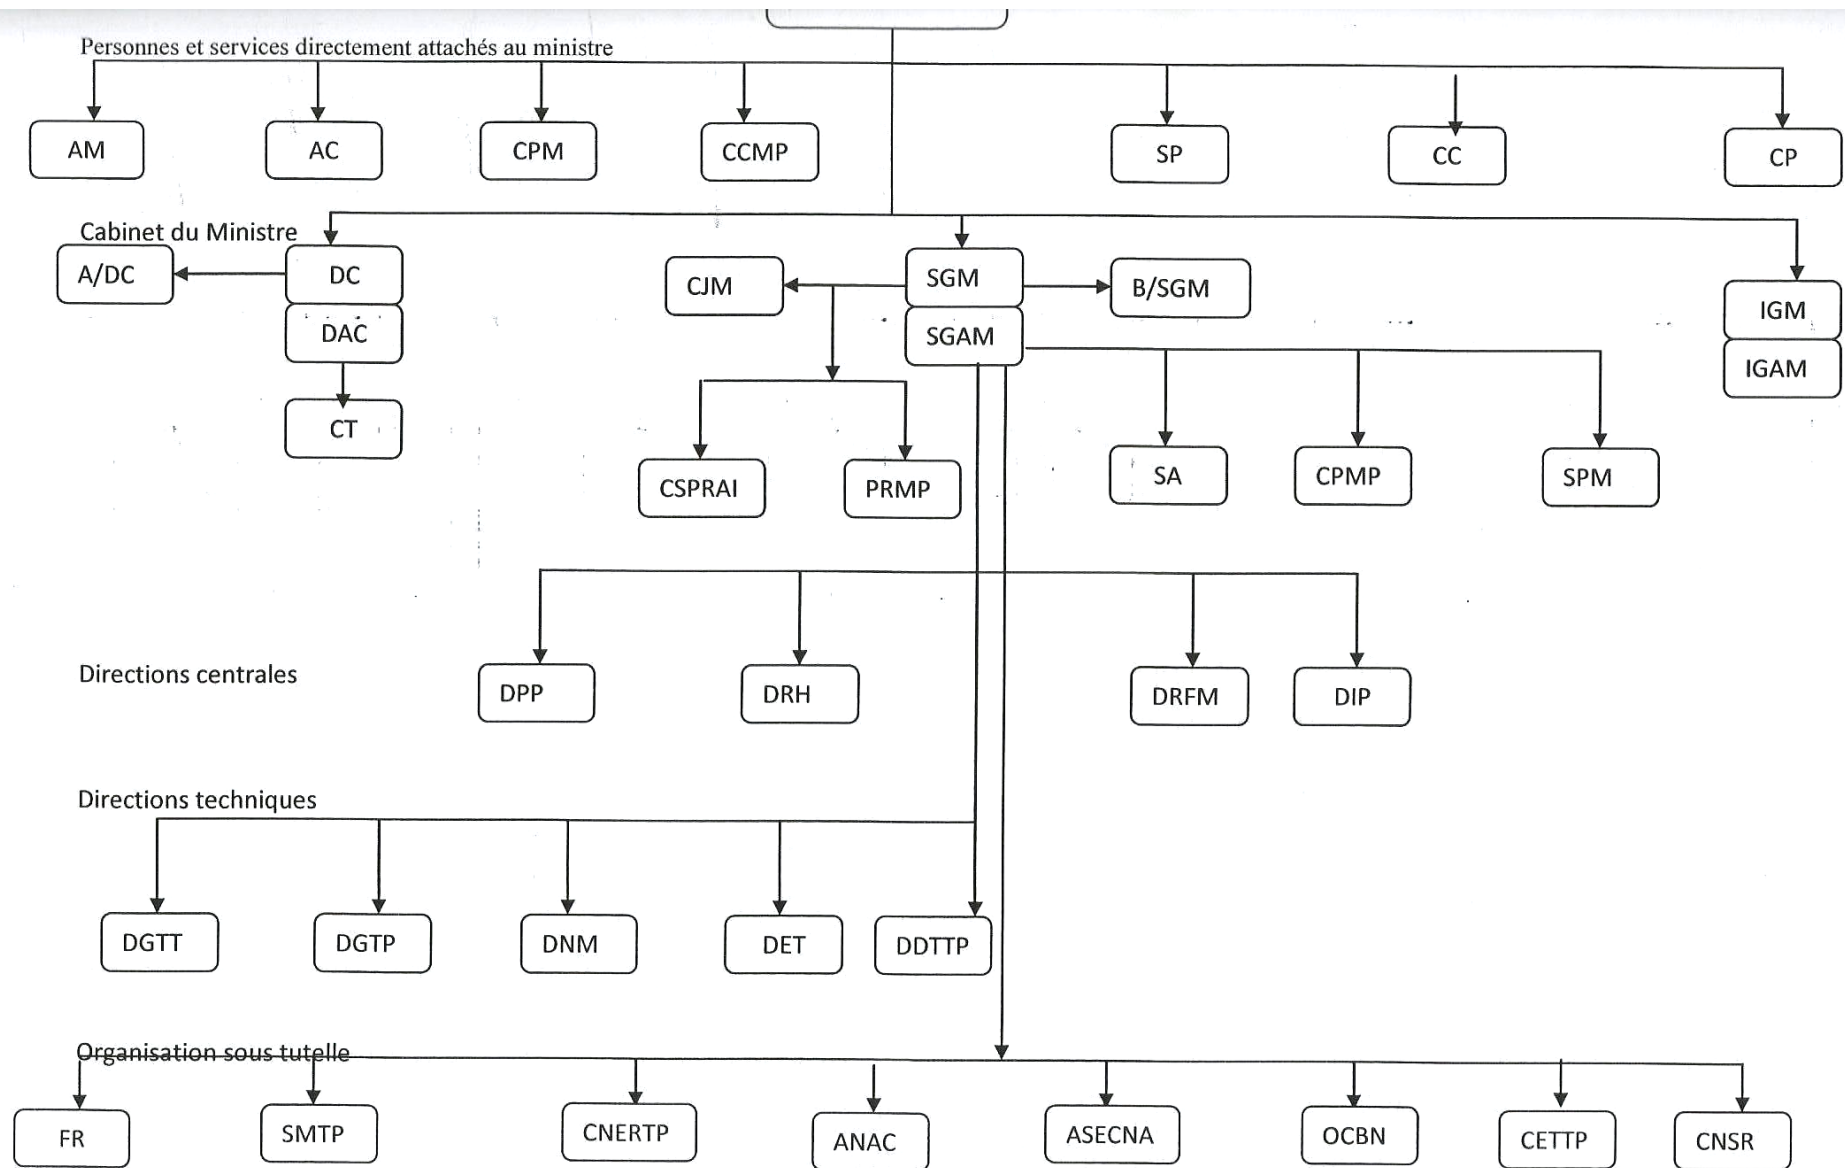 Personnes et services directement attachés au ministre
AM
AC
CPM
CCMP
SP
CC
CP
Cabinet du Ministre
A/DC
DC
CJM
SGM
B/SGM
IGM
DAC
SGAM
IGAM
CT
CSPRAI
PRMP
SA
CPMP
SPM
Directions centrales
DPP
DRH
DRFM
DIP
Directions techniques
DGTT
DGTP
DNM
DET
DDTTP
Organisation sous tutelle
FR
SMTP
CNERTP
ANAC
ASECNA
OCBN
CETTP
CNSR